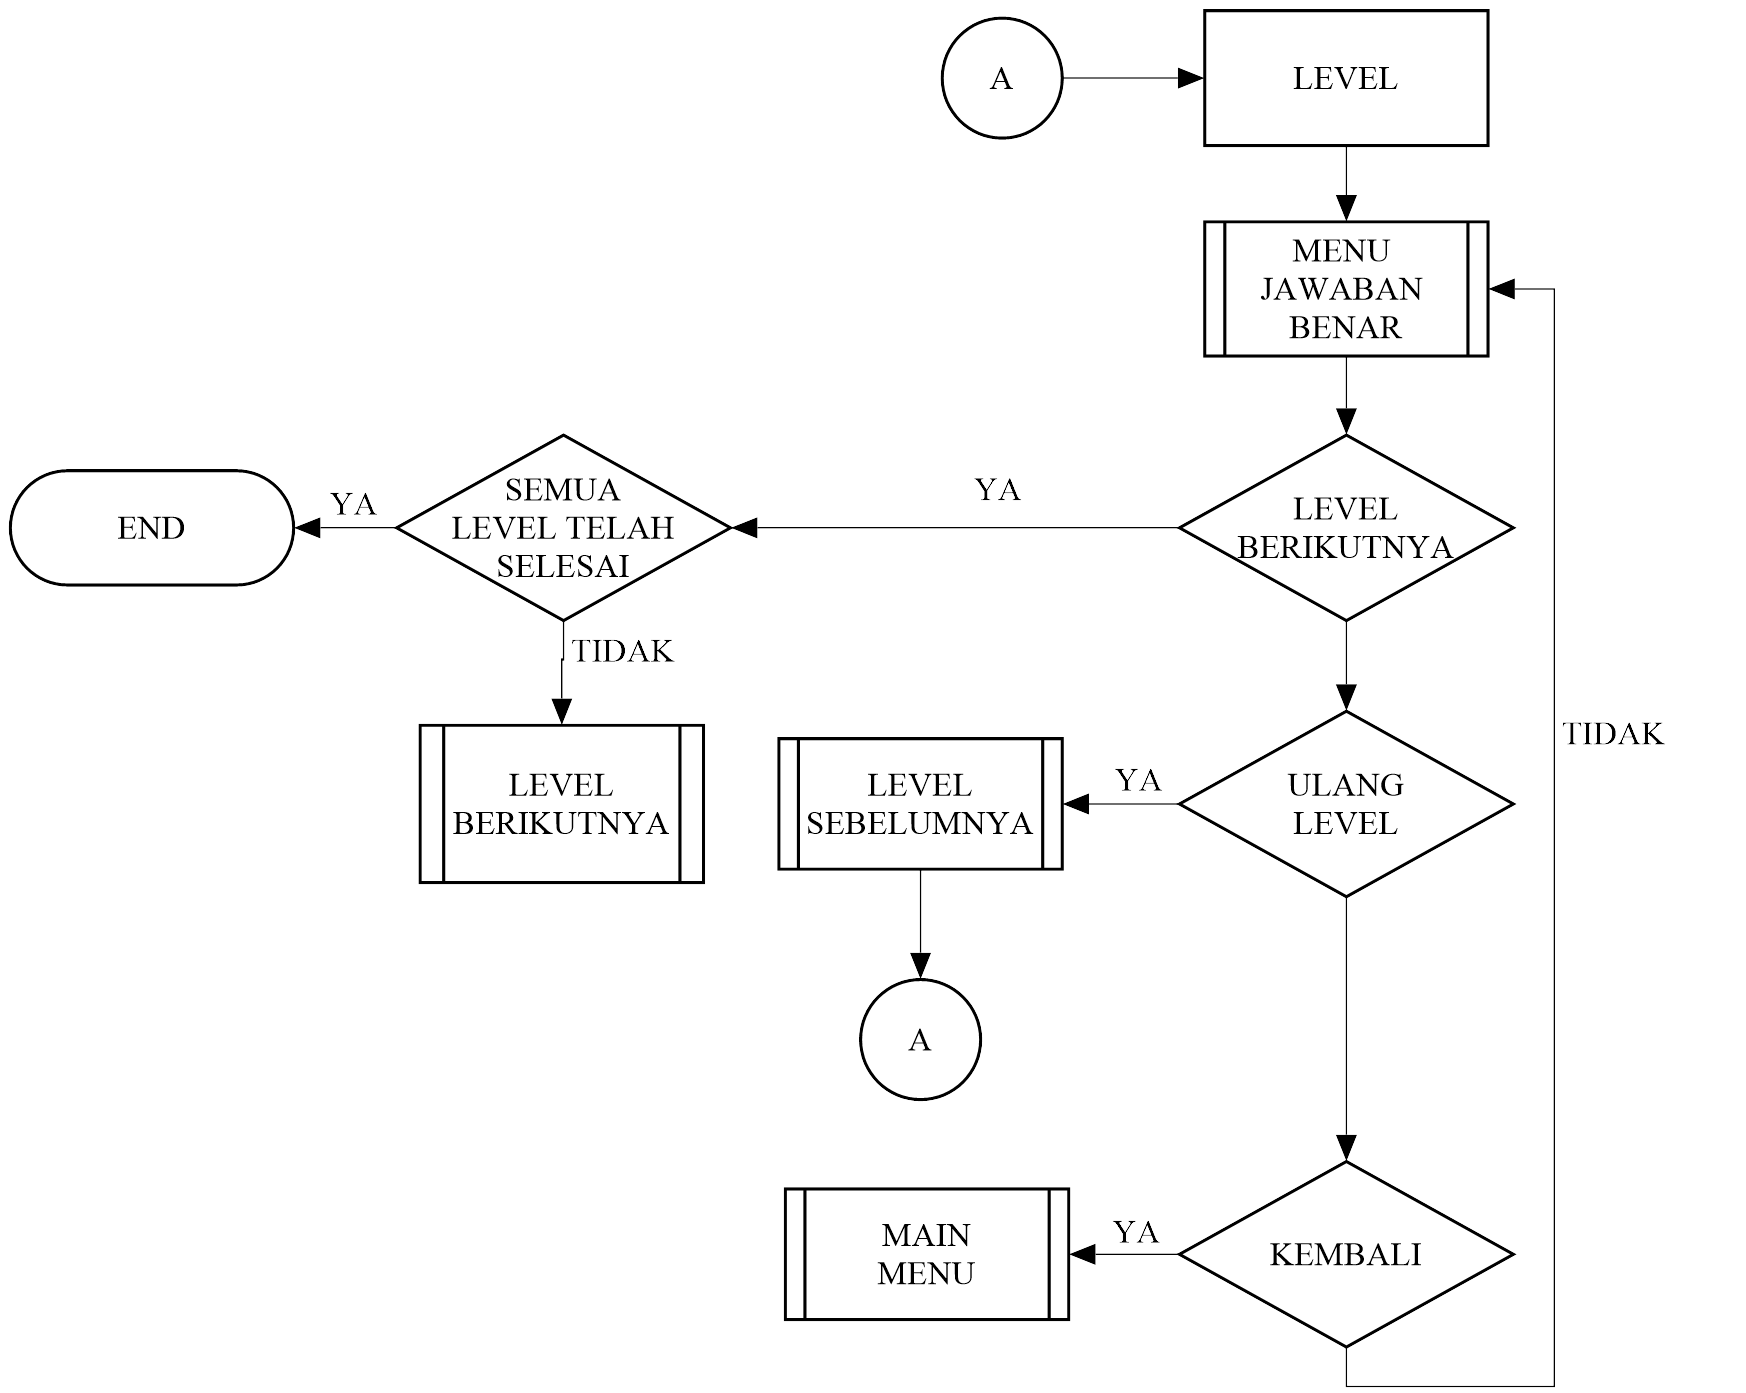 A
LEVEL
MENU
JAWABAN
BENAR
LEVEL
BERIKUTNYA
YA
SEMUA
LEVEL TELAH
SELESAI
YA
END
TIDAK
LEVEL
BERIKUTNYA
ULANG
LEVEL
YA
LEVEL
SEBELUMNYA
A
KEMBALI
YA
MAIN
MENU
TIDAK